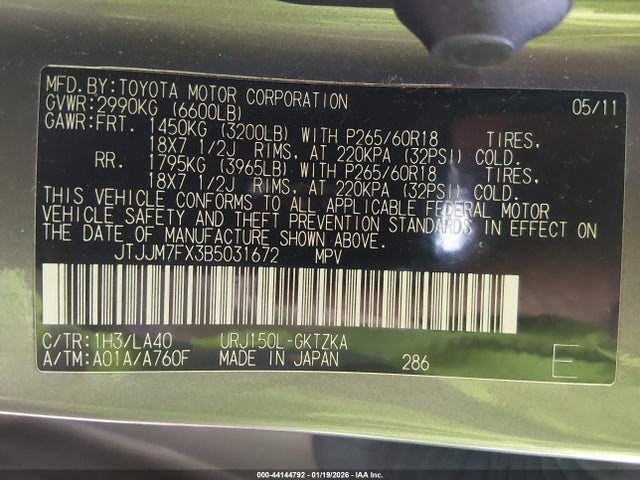 MFD.BY:TOYOTA MOTOR CORPORATION 05/11
GVWR:2990KG (6600LB)
GAWR:FRT. 1450KG (3200LB) WITH P265/60R18 TIRES,
18X7 1/2J RIMS, AT 220KPA (32PSI) COLD.
RR. 1795KG (3965LB) WITH P265/60R18 TIRES,
18X7 1/2J RIMS, AT 220KPA (32PSI) COLD.
THIS VEHICLE CONFORMS TO ALL APPLICABLE FEDERAL MOTOR
VEHICLE SAFETY AND THEFT PREVENTION STANDARDS IN EFFECT ON
THE DATE OF MANUFACTURE SHOWN ABOVE.
JTJJM7FX3B5031672 MPV
C/TR:1H3/LA40 URJ150L-GKTZKA
A/TM:A01A/A760F MADE IN JAPAN 286 E
000-44144792 - 01/19/2026 - IAA Inc.